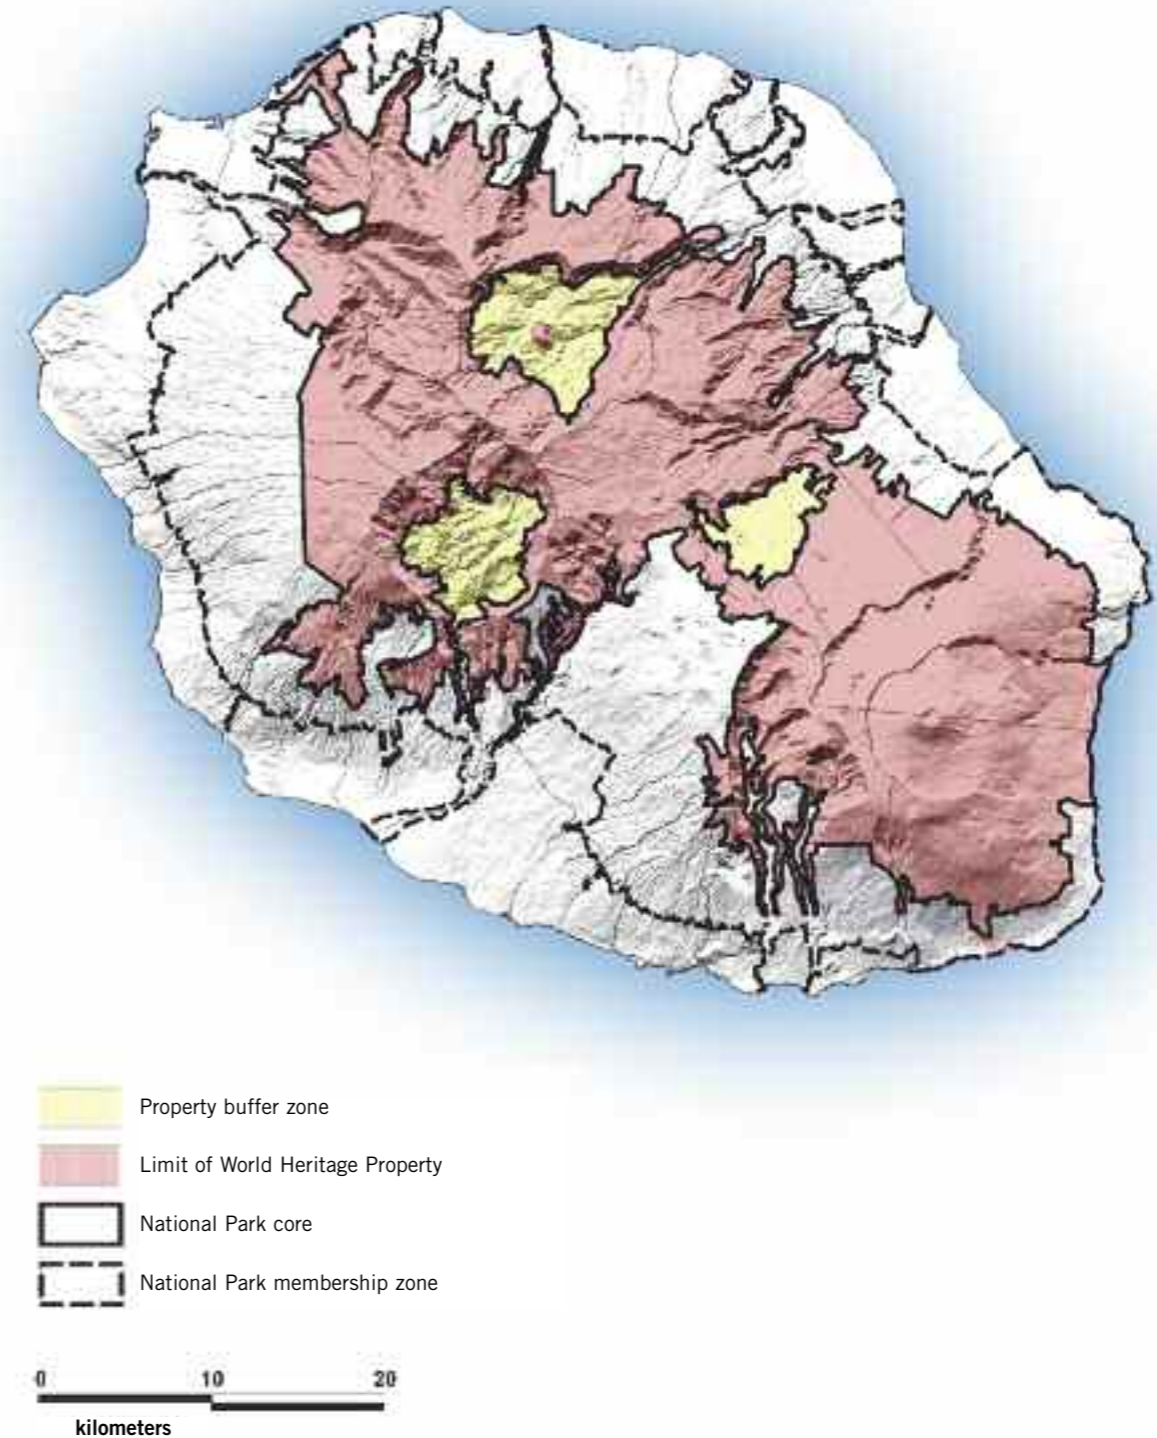 Property buffer zone
Limit of World Heritage Property
National Park core
National Park membership zone
0 10 20
kilometers